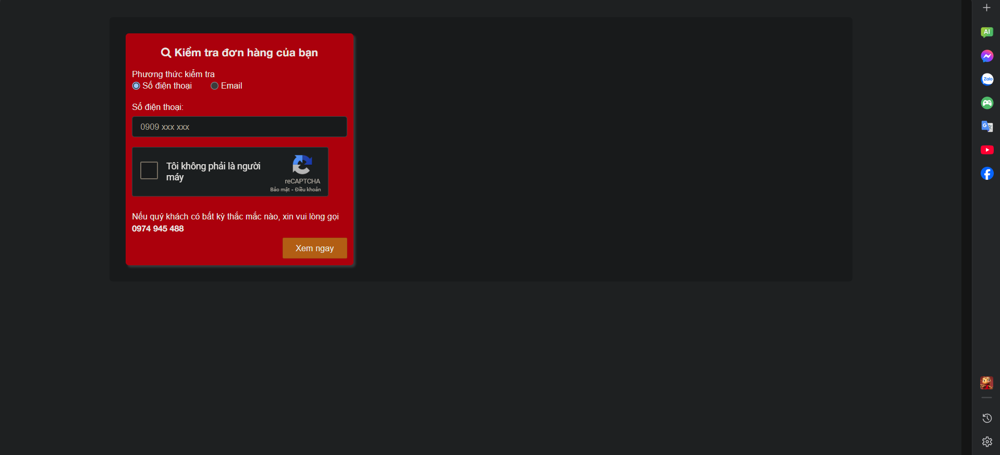 Kiểm tra đơn hàng của bạn
Phương thức kiểm tra
Số điện thoại Email
Số điện thoại:
0909 xxx xxx
Tôi không phải là người
máy
reCAPTCHA
Bảo mật - Điều khoản
Nếu quý khách có bất kỳ thắc mắc nào, xin vui lòng gọi
0974 945 488
Xem ngay
AI
Zalo
G 文